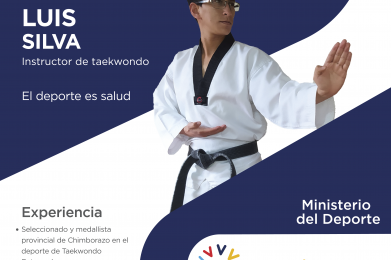 LUIS
SILVA
Instructor de taekwondo
El deporte es salud
Experiencia
• Seleccionado y medallista
provincial de Chimborazo en el
deporte de Taekwondo
Ministerio
del Deporte